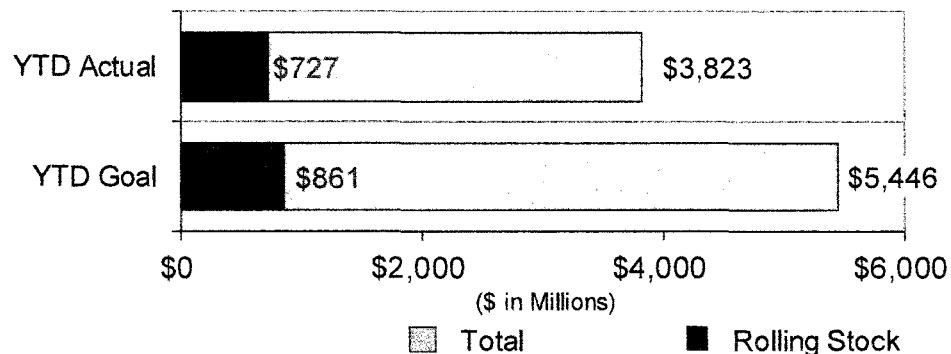 YTD Actual $727 $3,823
YTD Goal $861 $5,446
$0 $2,000 $4,000 $6,000
($ in Millions)
Total Rolling Stock